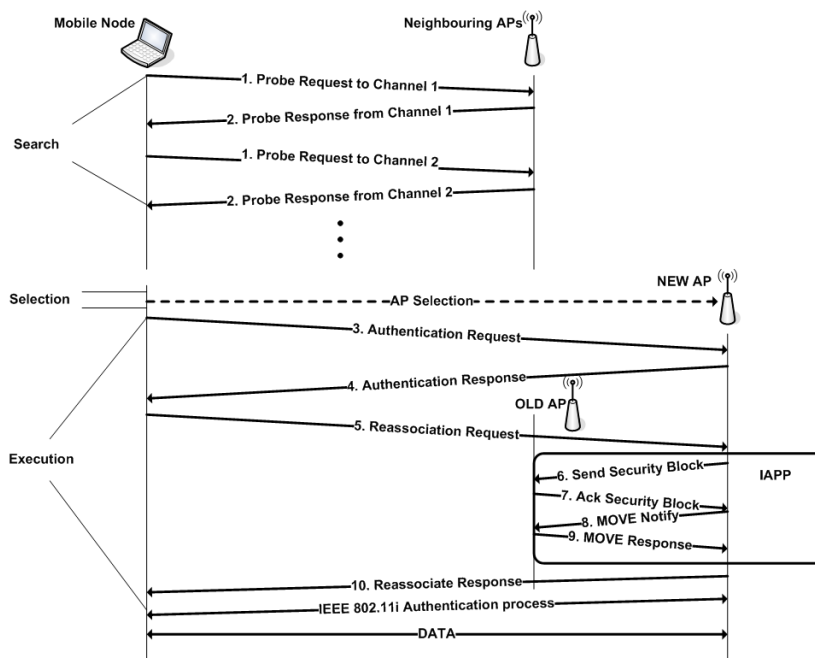 Mobile Node
Neighbouring APs
1. Probe Request to Channel 1
2. Probe Response from Channel 1
Search
1. Probe Request to Channel 2
2. Probe Response from Channel 2
NEW AP
Selection
AP Selection
3. Authentication Request
4. Authentication Response
OLD AP
5. Reassociation Request
Execution
6. Send Security Block
IAPP
7. Ack Security Block
8. MOVE Notify
9. MOVE Response
10. Reassociate Response
IEEE 802.11i Authentication process
DATA